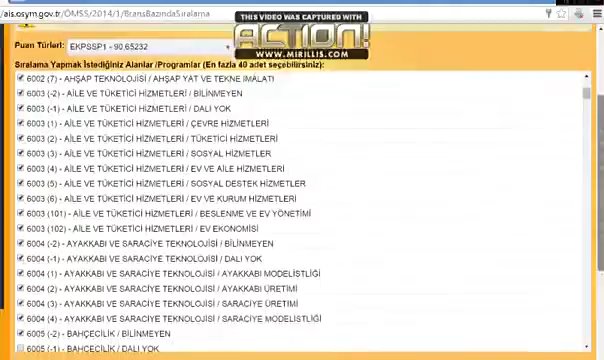 ais.osym.gov.tr/ÖMSS/2014/1/BransBazındaSiralama
THIS VIDEO WAS CAPTURED WITH
ACTION!
WWW.MIRILLIS.COM
Puan Türleri: EKPSSP1 - 90,65232
Sıralama Yapmak İstediğiniz Alanlar /Programlar (En fazla 40 adet seçebilirsiniz):
6002 (7) - AHŞAP TEKNOLOJİSİ / AHŞAP YAT VE TEKNE İMALATI
6003 (-2) - AİLE VE TÜKETİCİ HİZMETLERİ / BİLİNMEYEN
6003 (-1) - AİLE VE TÜKETİCİ HİZMETLERİ / DALI YOK
6003 (1) - AİLE VE TÜKETİCİ HİZMETLERİ / ÇEVRE HİZMETLERİ
6003 (2) - AİLE VE TÜKETİCİ HİZMETLERİ / TÜKETİCİ HİZMETLERİ
6003 (3) - AİLE VE TÜKETİCİ HİZMETLERİ / SOSYAL HİZMETLER
6003 (4) - AİLE VE TÜKETİCİ HİZMETLERİ / EV VE AİLE HİZMETLERİ
6003 (5) - AİLE VE TÜKETİCİ HİZMETLERİ / SOSYAL DESTEK HİZMETLER
6003 (6) - AİLE VE TÜKETİCİ HİZMETLERİ / EV VE KURUM HİZMETLERİ
6003 (101) - AİLE VE TÜKETİCİ HİZMETLERİ / BESLENME VE EV YÖNETİMİ
6003 (102) - AİLE VE TÜKETİCİ HİZMETLERİ / EV EKONOMİSİ
6004 (-2) - AYAKKABI VE SARACİYE TEKNOLOJİSİ / BİLİNMEYEN
6004 (-1) - AYAKKABI VE SARACİYE TEKNOLOJİSİ / DALI YOK
6004 (1) - AYAKKABI VE SARACİYE TEKNOLOJİSİ / AYAKKABI MODELİSTLİĞİ
6004 (2) - AYAKKABI VE SARACİYE TEKNOLOJİSİ / AYAKKABI ÜRETİMİ
6004 (3) - AYAKKABI VE SARACİYE TEKNOLOJİSİ / SARACİYE ÜRETİMİ
6004 (4) - AYAKKABI VE SARACİYE TEKNOLOJİSİ / SARACİYE MODELİSTLİĞİ
6005 (-2) - BAHÇECİLİK / BİLİNMEYEN
6005 (-1) - BAHÇECİLİK / DALI YOK